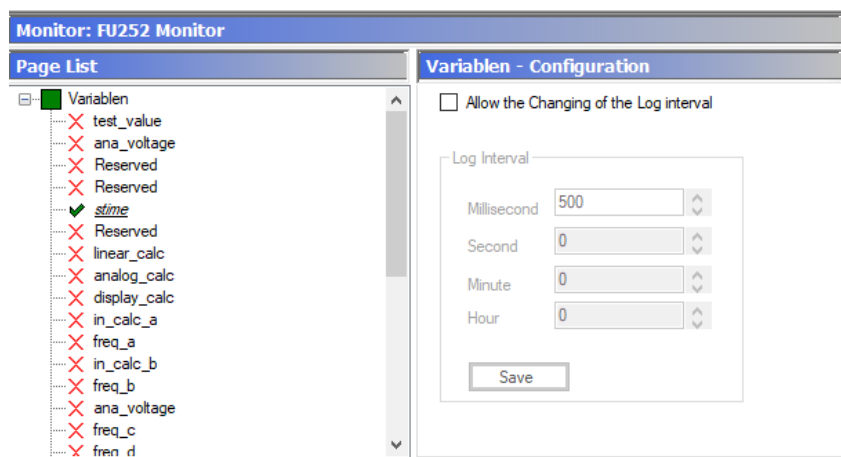 Monitor: FU252 Monitor
Page List
Variablen
test_value
ana_voltage
Reserved
Reserved
stime
Reserved
linear_calc
analog_calc
display_calc
in_calc_a
freq_a
in_calc_b
freq_b
ana_voltage
freq_c
freq_d
Variablen - Configuration
Allow the Changing of the Log interval
Log Interval
Millisecond 500
Second 0
Minute 0
Hour 0
Save